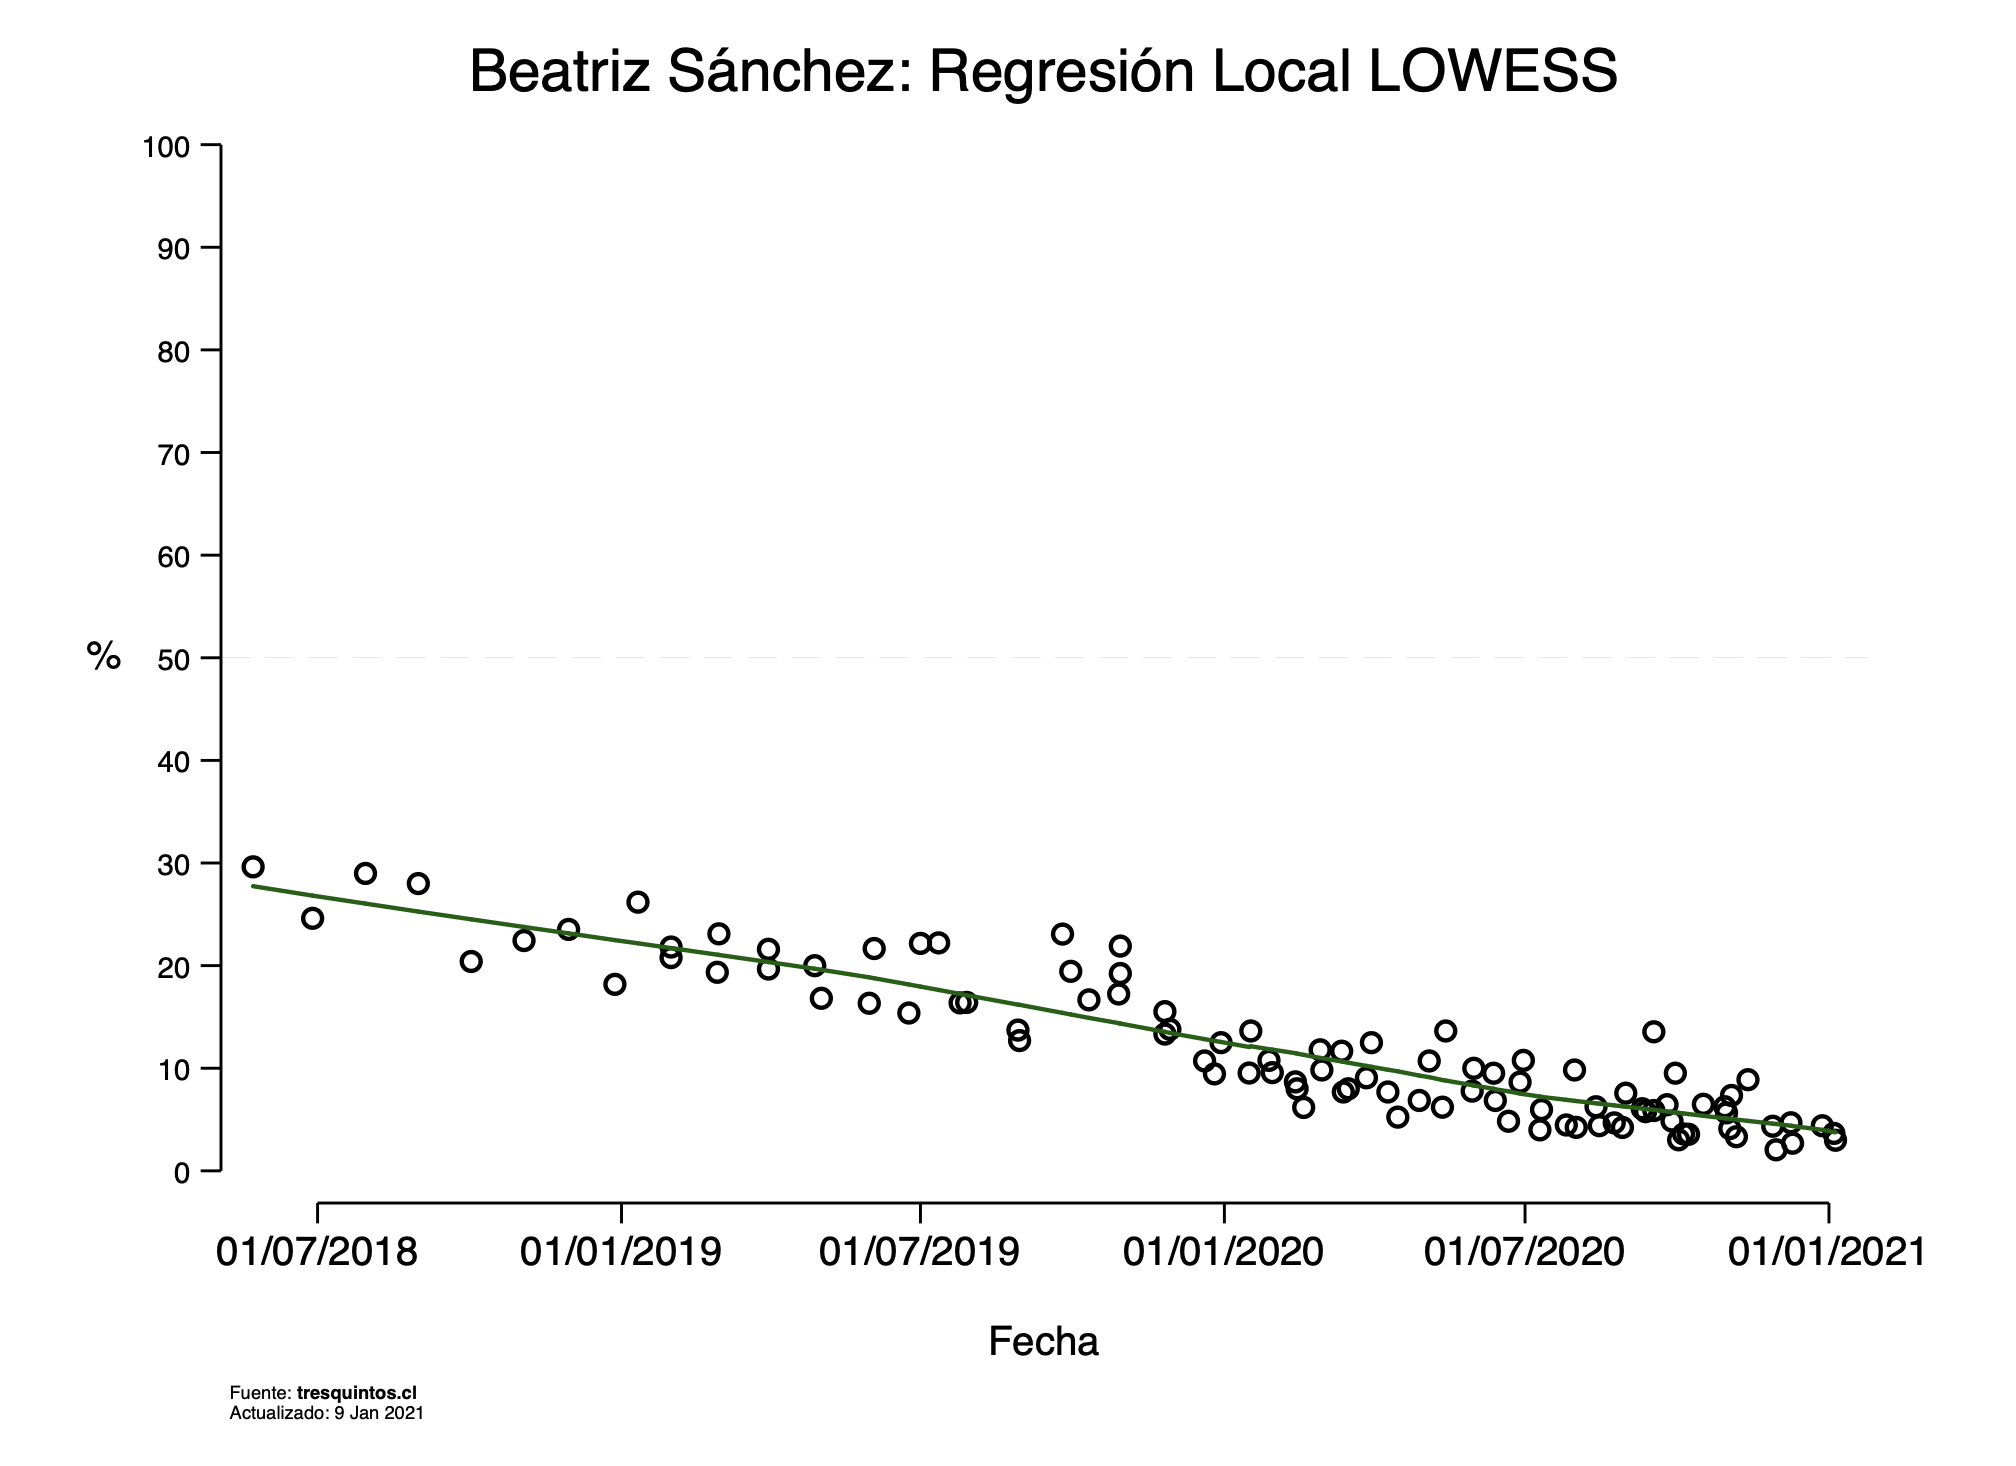 Beatriz Sánchez: Regresión Local LOWESS
100
90
80
70
60
50
40
30
20
10
0
%
01/07/2018 01/01/2019 01/07/2019 01/01/2020 01/07/2020 01/01/2021
Fecha
Fuente: tresquintos.cl
Actualizado: 9 Jan 2021